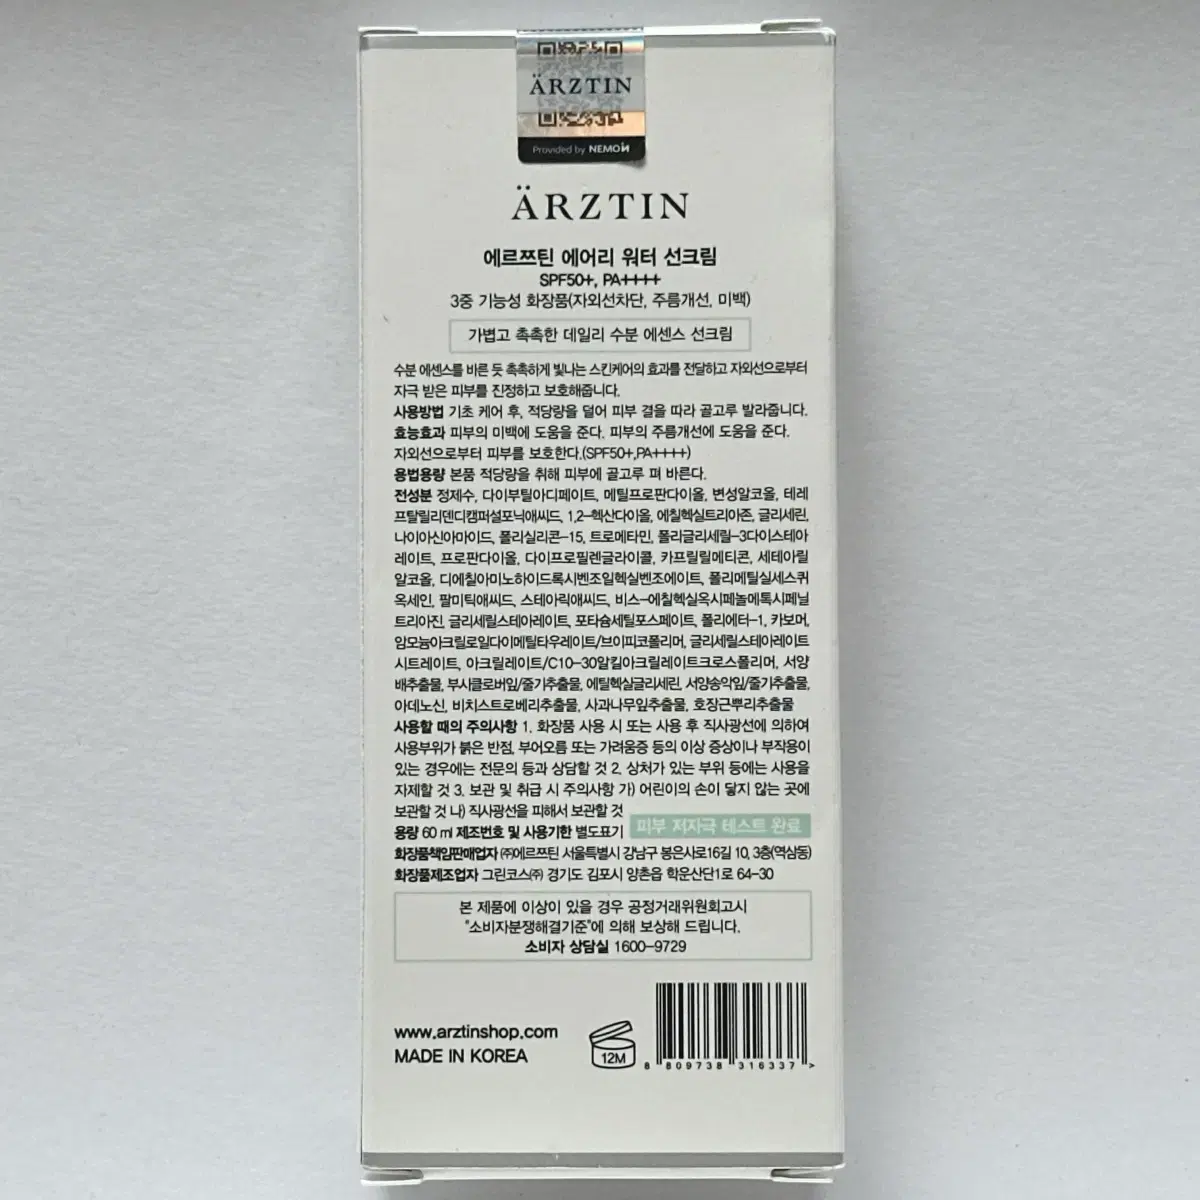 ÄRZTIN
Provided by NEMOИ
ÄRZTIN
에르쯔틴 에어리 워터 선크림
SPF50+, PA++++
3중 기능성 화장품(자외선차단, 주름개선, 미백)
가볍고 촉촉한 데일리 수분 에센스 선크림
수분 에센스를 바른 듯 촉촉하게 빛나는 스킨케어의 효과를 전달하고 자외선으로부터
자극 받은 피부를 진정하고 보호해줍니다.
사용방법 기초 케어 후, 적당량을 덜어 피부 결을 따라 골고루 발라줍니다.
효능효과 피부의 미백에 도움을 준다. 피부의 주름개선에 도움을 준다.
자외선으로부터 피부를 보호한다.(SPF50+,PA++++)
용법용량 본품 적당량을 취해 피부에 골고루 펴 바른다.
전성분 정제수, 다이부틸아디페이트, 메틸프로판다이올, 변성알코올, 테레
프탈릴리덴디캠퍼설포닉애씨드, 1,2-헥산다이올, 에칠헥실트리아존, 글리세린,
나이아신아마이드, 폴리실리콘-15, 트로메타민, 폴리글리세릴-3다이스테아
레이트, 프로판다이올, 다이프로필렌글라이콜, 카프릴릴메티콘, 세테아릴
알코올, 디에칠아미노하이드록시벤조일헥실벤조에이트, 폴리메틸실세스퀴
옥세인, 팔미틱애씨드, 스테아릭애씨드, 비스-에칠헥실옥시페놀메톡시페닐
트리아진, 글리세릴스테아레이트, 포타슘세틸포스페이트, 폴리에터-1, 카보머,
암모늄아크릴로일다이메틸타우레이트/브이피코폴리머, 글리세릴스테아레이트
시트레이트, 아크릴레이트/C10-30알킬아크릴레이트크로스폴리머, 서양
배추출물, 부시클로버잎/줄기추출물, 에틸헥실글리세린, 서양송악잎/줄기추출물,
아데노신, 비치스트로베리추출물, 사과나무잎추출물, 호장근뿌리추출물
사용할 때의 주의사항 1. 화장품 사용 시 또는 사용 후 직사광선에 의하여
사용부위가 붉은 반점, 부어오름 또는 가려움증 등의 이상 증상이나 부작용이
있는 경우에는 전문의 등과 상담할 것 2. 상처가 있는 부위 등에는 사용을
자제할 것 3. 보관 및 취급 시 주의사항 가) 어린이의 손이 닿지 않는 곳에
보관할 것 나) 직사광선을 피해서 보관할 것
용량 60 ml 제조번호 및 사용기한 별도표기 피부 저자극 테스트 완료
화장품책임판매업자 ㈜에르쯔틴 서울특별시 강남구 봉은사로16길 10, 3층(역삼동)
화장품제조업자 그린코스㈜ 경기도 김포시 양촌읍 학운산단1로 64-30
본 제품에 이상이 있을 경우 공정거래위원회고시
"소비자분쟁해결기준"에 의해 보상해 드립니다.
소비자 상담실 1600-9729
www.arztinshop.com
MADE IN KOREA
12M
8 809738 316337 >